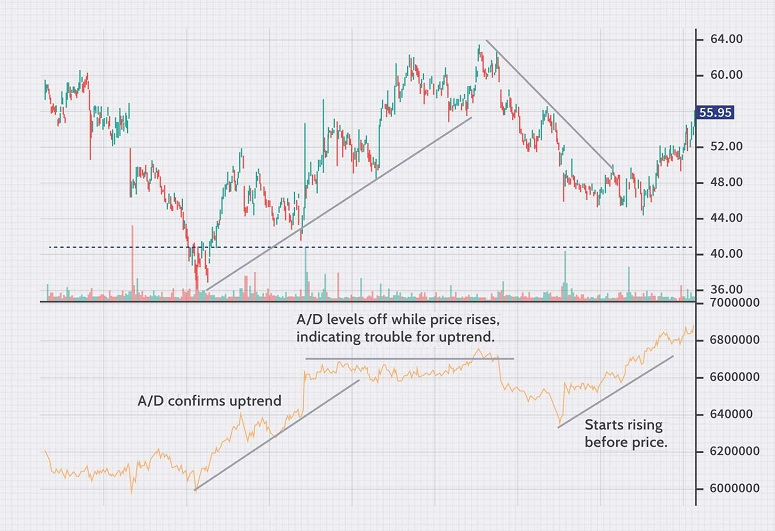 64.00
60.00
55.95
52.00
48.00
44.00
40.00
36.00
7000000
A/D levels off while price rises,
indicating trouble for uptrend.
6800000
6600000
A/D confirms uptrend
6400000
Starts rising
before price.
6200000
6000000